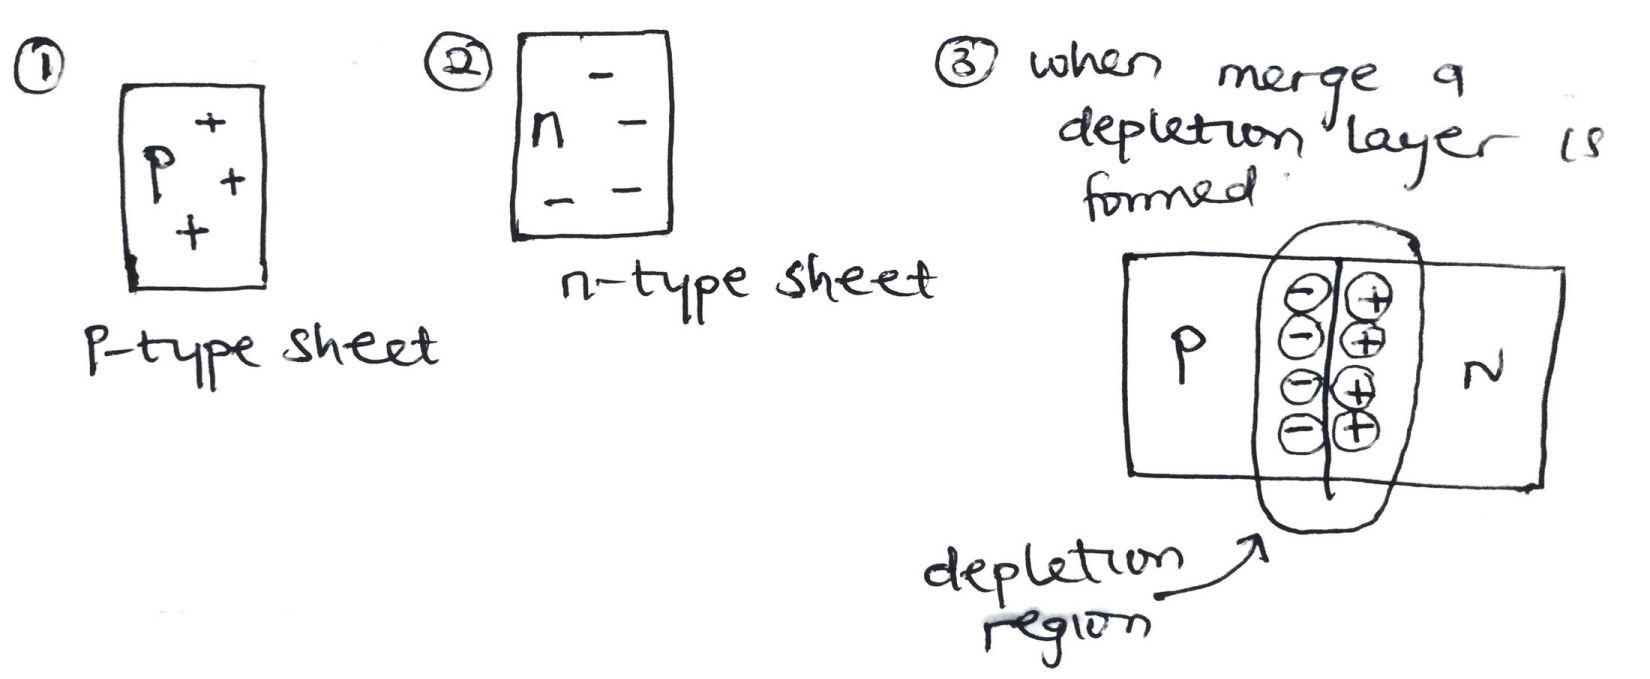 ①
P
+
+
+
P-type sheet
②
n
-
-
-
-
n-type sheet
③ when merge a
depletion layer is
formed
P
N
- +
- +
- +
- +
depletion
region